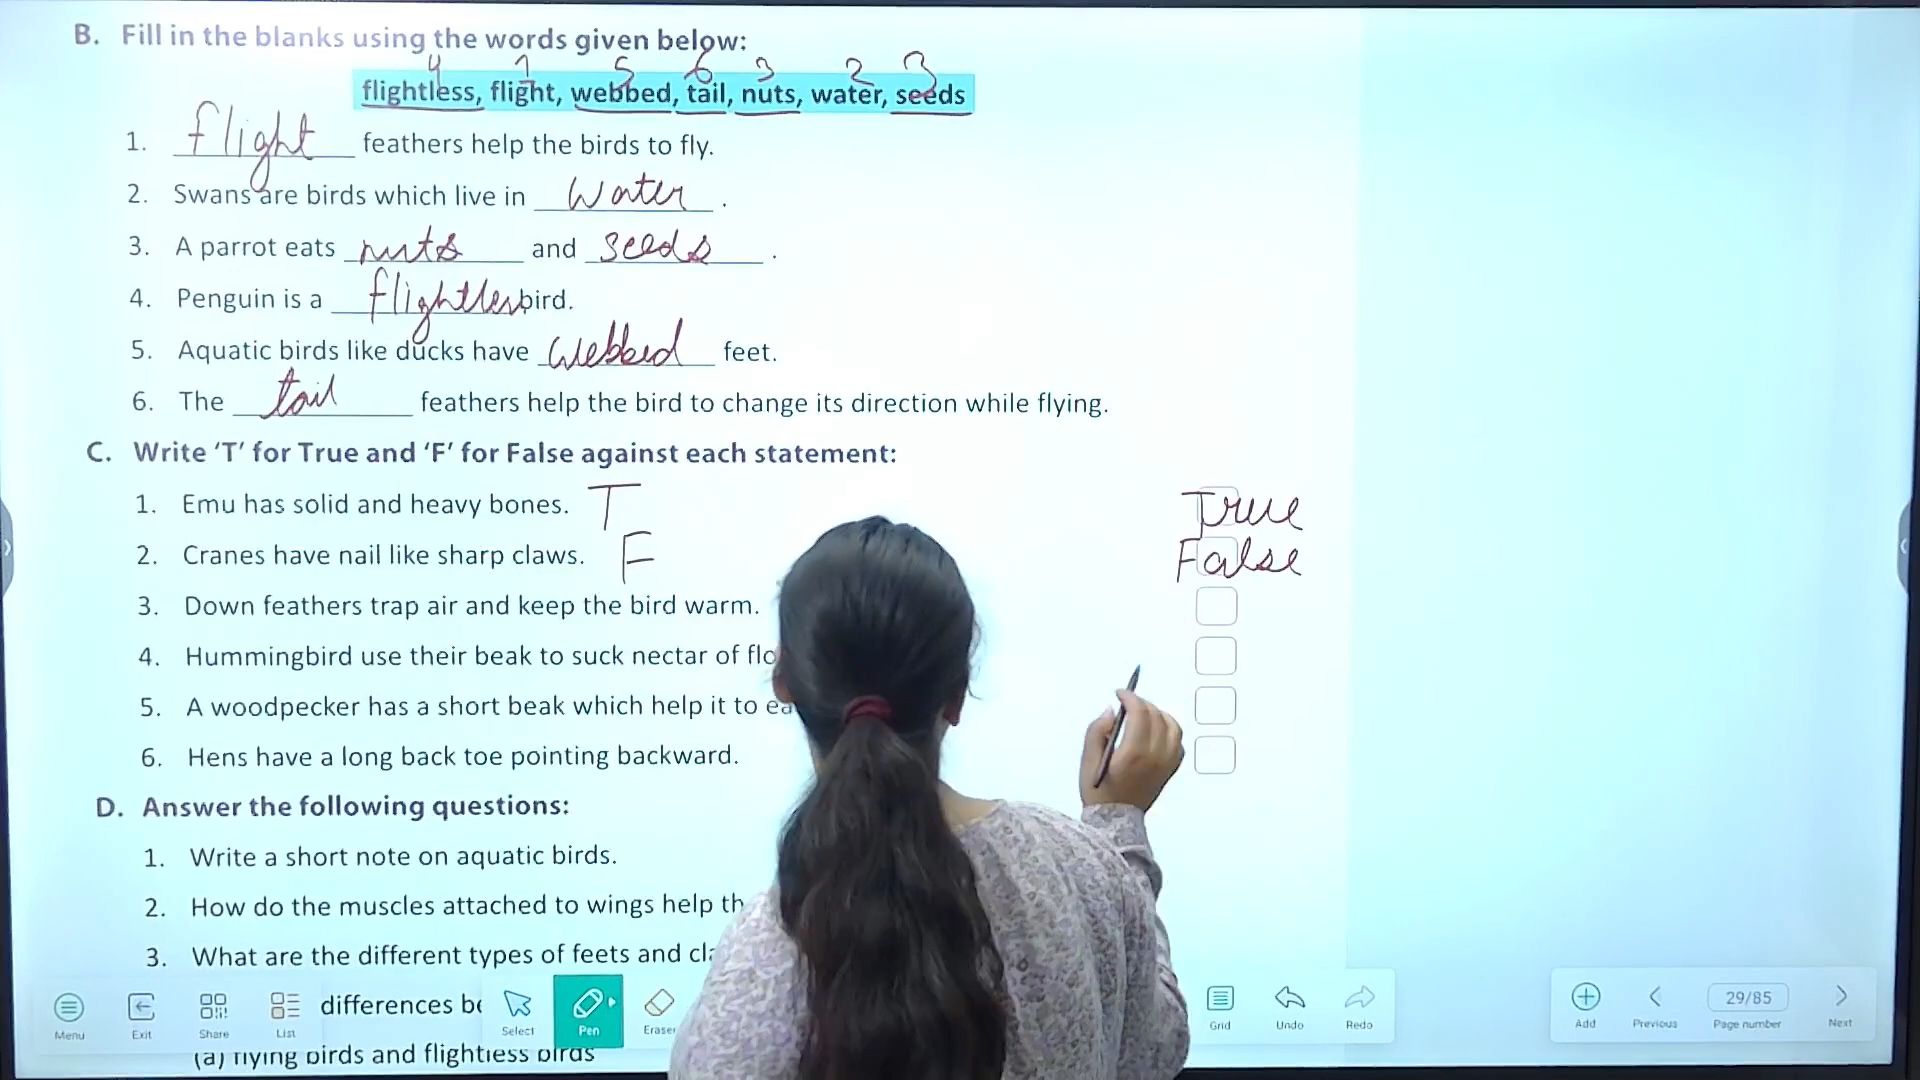 B. Fill in the blanks using the words given below:
4 1 5 6 3 2 3
flightless, flight, webbed, tail, nuts, water, seeds
1. flight feathers help the birds to fly.
2. Swans are birds which live in water .
3. A parrot eats nuts and seeds .
4. Penguin is a flightless bird.
5. Aquatic birds like ducks have webbed feet.
6. The tail feathers help the bird to change its direction while flying.
C. Write ‘T’ for True and ‘F’ for False against each statement:
1. Emu has solid and heavy bones. T True
2. Cranes have nail like sharp claws. F False
3. Down feathers trap air and keep the bird warm.
4. Hummingbird use their beak to suck nectar of flo
5. A woodpecker has a short beak which help it to ea
6. Hens have a long back toe pointing backward.
D. Answer the following questions:
1. Write a short note on aquatic birds.
2. How do the muscles attached to wings help th
3. What are the different types of feets and cl
differences be
(a) flying birds and flightless birds
Menu Exit Share List Select Pen Eraser Grid Undo Redo Add Previous 29/85 Page number Next